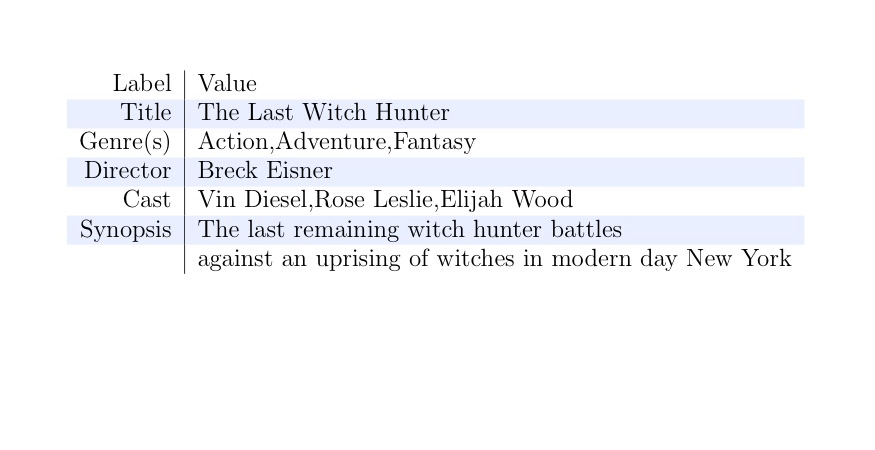 Label Value
Title The Last Witch Hunter
Genre(s) Action,Adventure,Fantasy
Director Breck Eisner
Cast Vin Diesel,Rose Leslie,Elijah Wood
Synopsis The last remaining witch hunter battles
against an uprising of witches in modern day New York